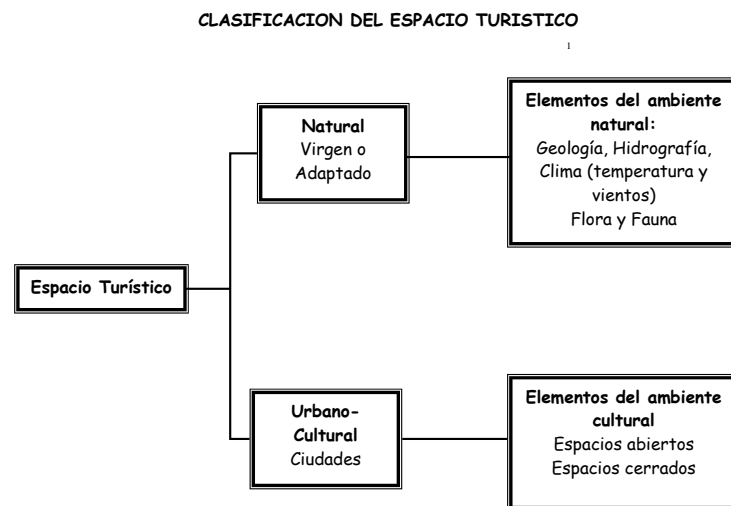 CLASIFICACION DEL ESPACIO TURISTICO
1
Espacio Turístico
Natural
Virgen o
Adaptado
Elementos del ambiente
natural:
Geología, Hidrografía,
Clima (temperatura y
vientos)
Flora y Fauna
Urbano-
Cultural
Ciudades
Elementos del ambiente
cultural
Espacios abiertos
Espacios cerrados